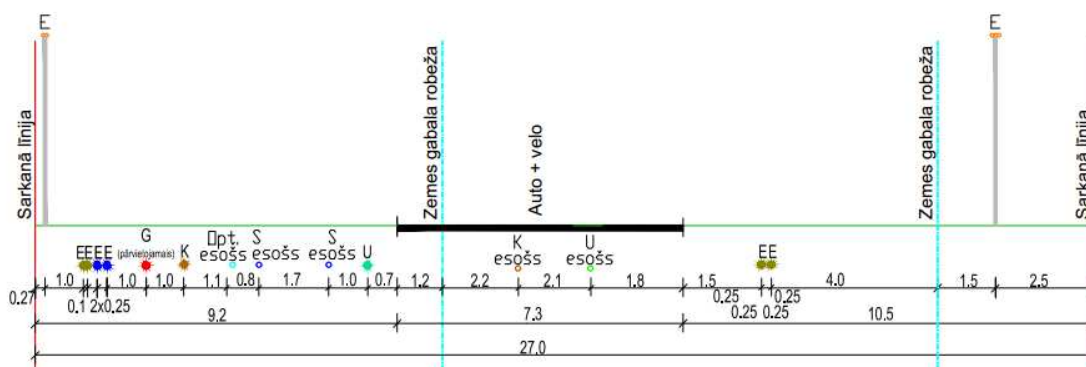 E
E
Sarkanā līnija
Zemes gabala robeža
Auto + velo
Zemes gabala robeža
Sarkanā līnija
G
(pārvietojamais)
EEEE
K
□pt.
esošs
S
esošs
S
esošs
U
K
esošs
U
esošs
EE
0.27
1.0
0.1
2x0.25
1.0
1.0
1.1
0.8
1.7
1.0
0.7
1.2
2.2
2.1
1.8
1.5
0.25
0.25
0.25
0.25
4.0
1.5
2.5
9.2
7.3
10.5
27.0